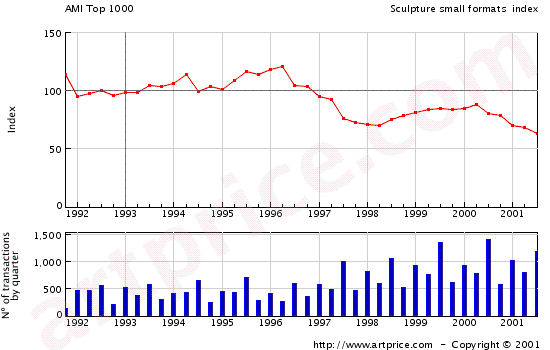 AMI Top 1000
Sculpture small formats index
150
100
50
0
Index
1992 1993 1994 1995 1996 1997 1998 1999 2000 2001
1,500
1,000
500
0
N° of transactions
by quarter
1992 1993 1994 1995 1996 1997 1998 1999 2000 2001
artprice.com
http://www.artprice.com - Copyright © 2001